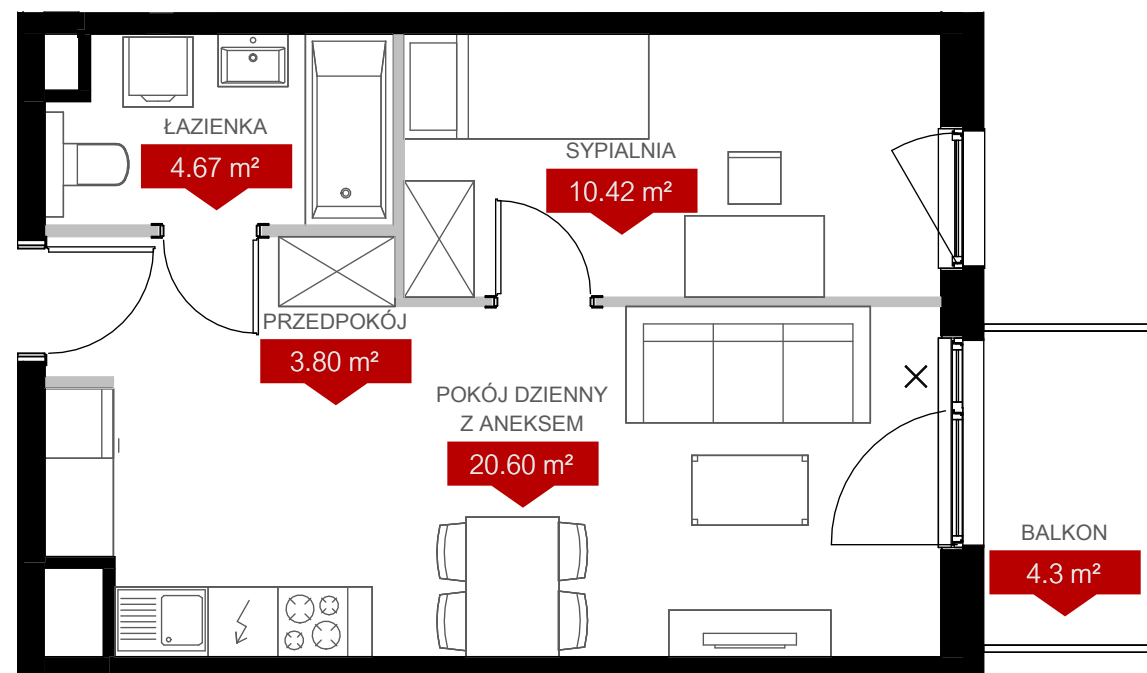 ŁAZIENKA
4.67 m²
SYPIALNIA
10.42 m²
PRZEDPOKÓJ
3.80 m²
POKÓJ DZIENNY
Z ANEKSEM
20.60 m²
BALKON
4.3 m²